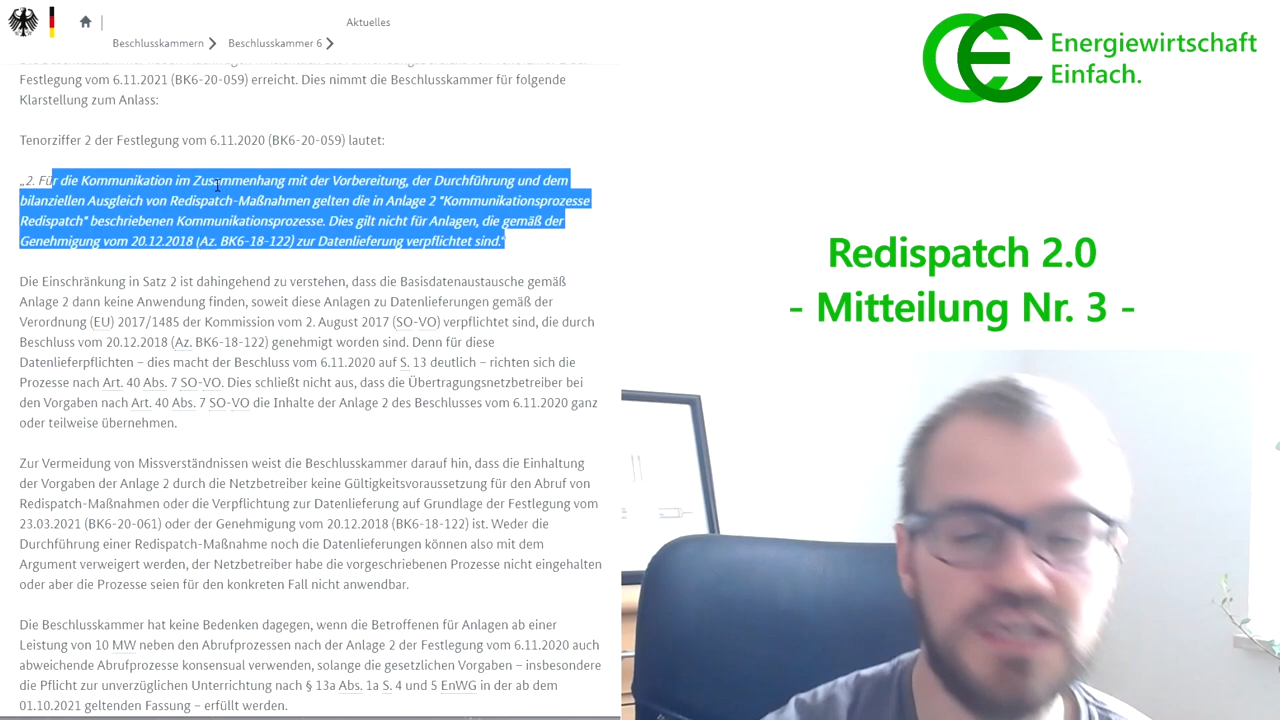 Aktuelles
Beschlusskammern
Beschlusskammer 6
Festlegung vom 6.11.2021 (BK6-20-059) erreicht. Dies nimmt die Beschlusskammer für folgende
Klarstellung zum Anlass:
Tenorziffer 2 der Festlegung vom 6.11.2020 (BK6-20-059) lautet:
„2. Für die Kommunikation im Zusammenhang mit der Vorbereitung, der Durchführung und dem
bilanziellen Ausgleich von Redispatch-Maßnahmen gelten die in Anlage 2 "Kommunikationsprozesse
Redispatch" beschriebenen Kommunikationsprozesse. Dies gilt nicht für Anlagen, die gemäß der
Genehmigung vom 20.12.2018 (Az. BK6-18-122) zur Datenlieferung verpflichtet sind."
Die Einschränkung in Satz 2 ist dahingehend zu verstehen, dass die Basisdatenaustausche gemäß
Anlage 2 dann keine Anwendung finden, soweit diese Anlagen zu Datenlieferungen gemäß der
Verordnung (EU) 2017/1485 der Kommission vom 2. August 2017 (SO-VO) verpflichtet sind, die durch
Beschluss vom 20.12.2018 (Az. BK6-18-122) genehmigt worden sind. Denn für diese
Datenlieferpflichten – dies macht der Beschluss vom 6.11.2020 auf S. 13 deutlich – richten sich die
Prozesse nach Art. 40 Abs. 7 SO-VO. Dies schließt nicht aus, dass die Übertragungsnetzbetreiber bei
den Vorgaben nach Art. 40 Abs. 7 SO-VO die Inhalte der Anlage 2 des Beschlusses vom 6.11.2020 ganz
oder teilweise übernehmen.
Zur Vermeidung von Missverständnissen weist die Beschlusskammer darauf hin, dass die Einhaltung
der Vorgaben der Anlage 2 durch die Netzbetreiber keine Gültigkeitsvoraussetzung für den Abruf von
Redispatch-Maßnahmen oder die Verpflichtung zur Datenlieferung auf Grundlage der Festlegung vom
23.03.2021 (BK6-20-061) oder der Genehmigung vom 20.12.2018 (BK6-18-122) ist. Weder die
Durchführung einer Redispatch-Maßnahme noch die Datenlieferungen können also mit dem
Argument verweigert werden, der Netzbetreiber habe die vorgeschriebenen Prozesse nicht eingehalten
oder aber die Prozesse seien für den konkreten Fall nicht anwendbar.
Die Beschlusskammer hat keine Bedenken dagegen, wenn die Betroffenen für Anlagen ab einer
Leistung von 10 MW neben den Abrufprozessen nach der Anlage 2 der Festlegung vom 6.11.2020 auch
abweichende Abrufprozesse konsensual verwenden, solange die gesetzlichen Vorgaben – insbesondere
die Pflicht zur unverzüglichen Unterrichtung nach § 13a Abs. 1a S. 4 und 5 EnWG in der ab dem
01.10.2021 geltenden Fassung – erfüllt werden.
Energiewirtschaft
Einfach.
Redispatch 2.0
- Mitteilung Nr. 3 -